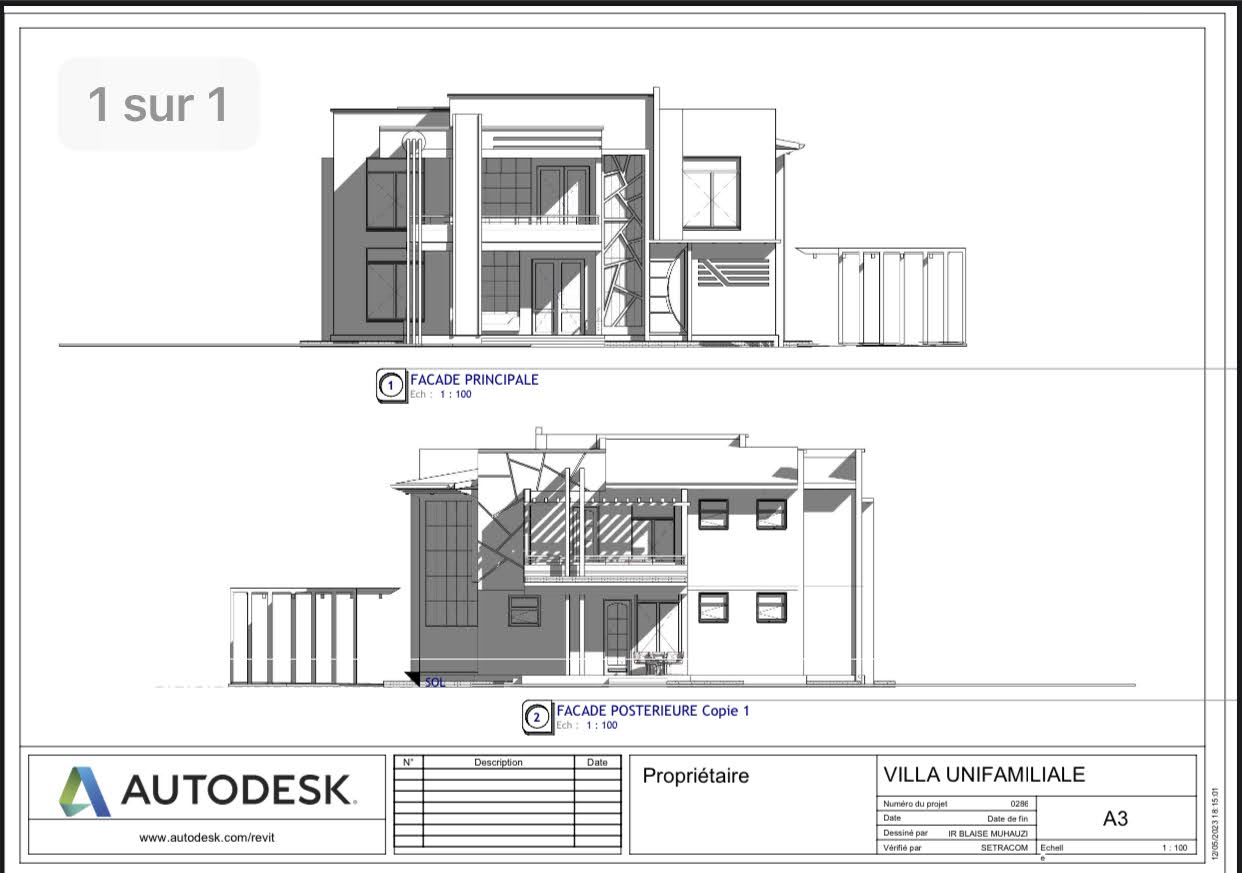 1 sur 1
1
FACADE PRINCIPALE
Ech : 1 : 100
SOL
2
FACADE POSTERIEURE Copie 1
Ech : 1 : 100
AUTODESK.
www.autodesk.com/revit
N° Description Date
Propriétaire
VILLA UNIFAMILIALE
Numéro du projet 0286
Date Date de fin
Dessiné par IR BLAISE MUHAUZI
Vérifié par SETRACOM
A3
Echell
e
1 : 100
12/05/2023 18:15:01